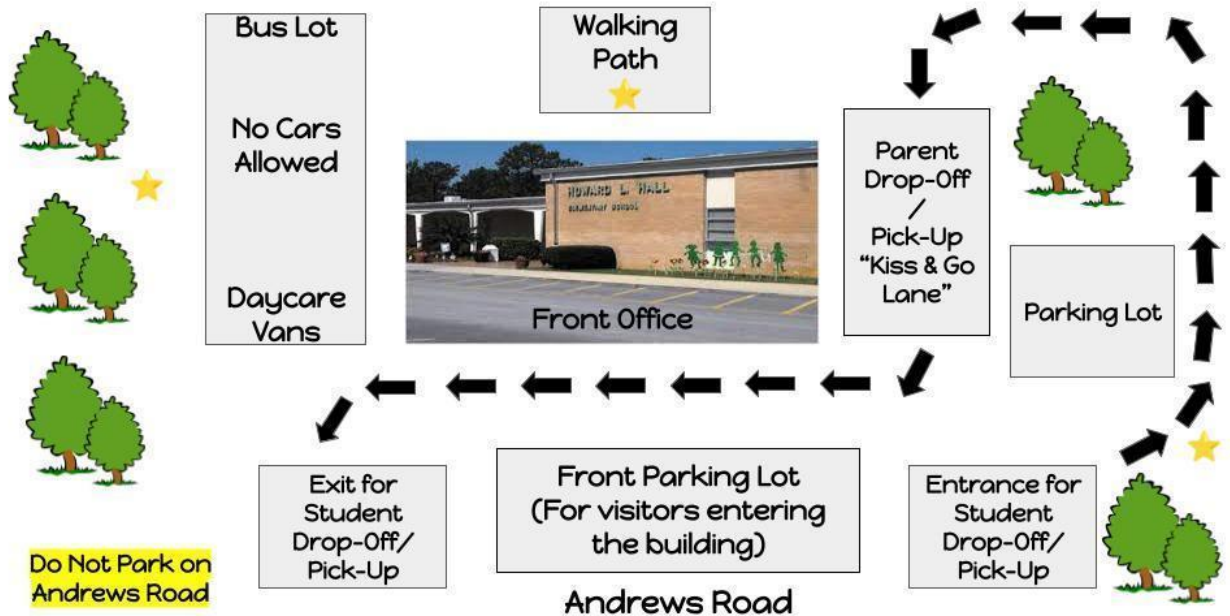 Bus Lot
No Cars
Allowed
Daycare
Vans
Walking
Path
HOWARD L. HALL
ELEMENTARY SCHOOL
Front Office
Parent
Drop-Off
/
Pick-Up
“Kiss & Go
Lane”
Parking Lot
Exit for
Student
Drop-Off/
Pick-Up
Front Parking Lot
(For visitors entering
the building)
Entrance for
Student
Drop-Off/
Pick-Up
Do Not Park on
Andrews Road
Andrews Road